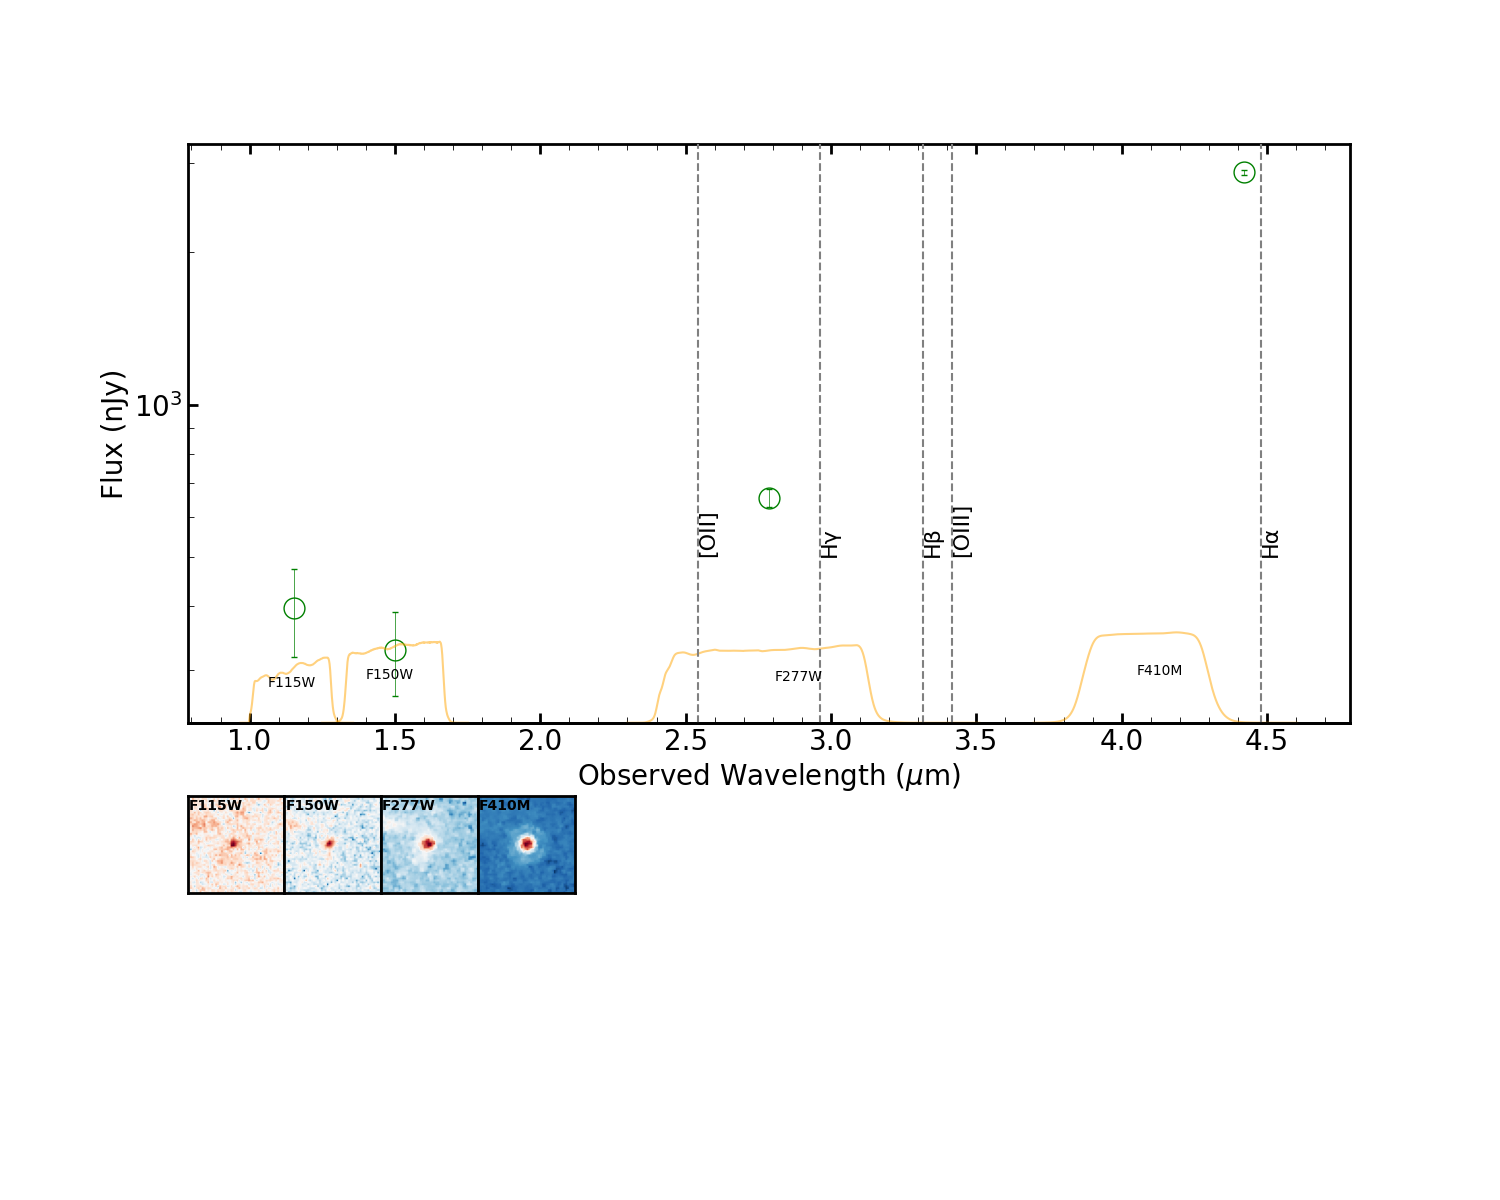 Flux (nJy)
10³
[OII]
Hγ
Hβ
[OIII]
Hα
F115W
F150W
F277W
F410M
1.0 1.5 2.0 2.5 3.0 3.5 4.0 4.5
Observed Wavelength (μm)
F115W F150W F277W F410M